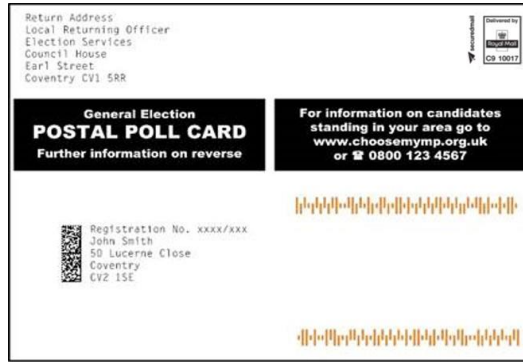 Return Address
Local Returning Officer
Election Services
Council House
Earl Street
Coventry CV1 5RR
securedmail
Delivered by
Royal Mail
C9 10017
General Election
POSTAL POLL CARD
Further information on reverse
For information on candidates
standing in your area go to
www.choosemymp.org.uk
or ☎ 0800 123 4567
Registration No. xxxx/xxx
John Smith
50 Lucerne Close
Coventry
CV2 1SE